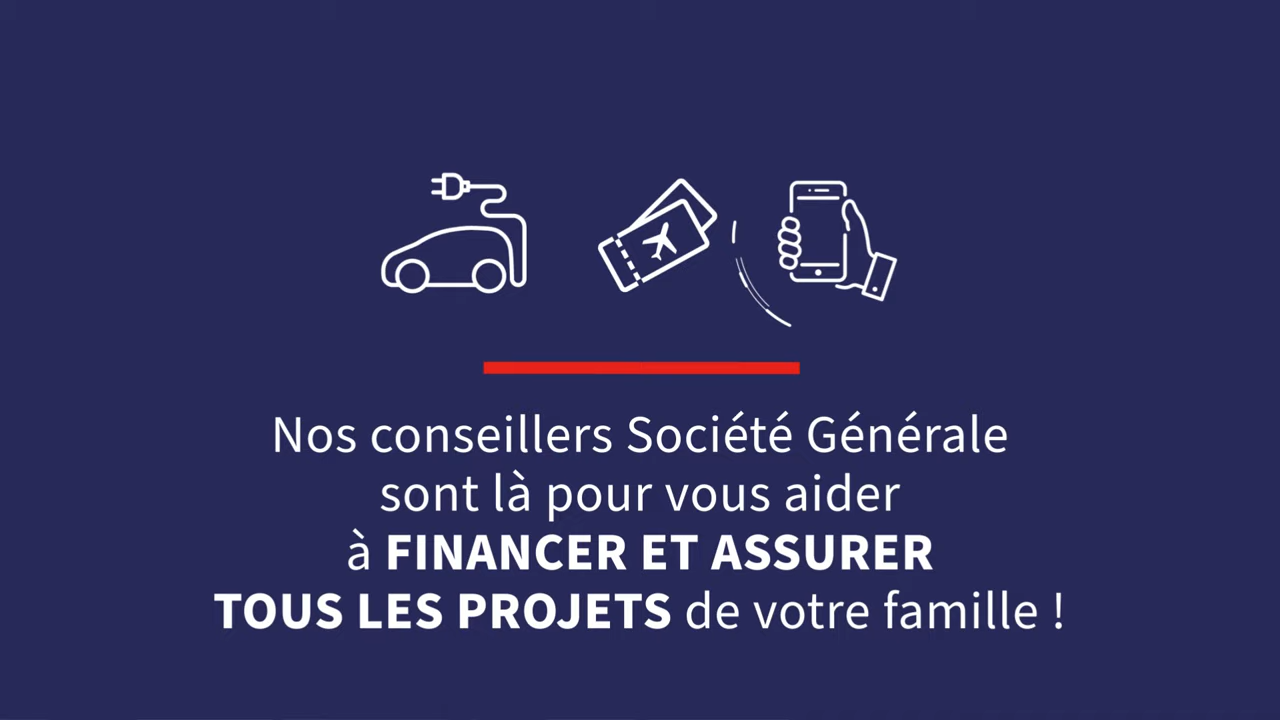 Nos conseillers Société Générale
sont là pour vous aider
à FINANCER ET ASSURER
TOUS LES PROJETS de votre famille !